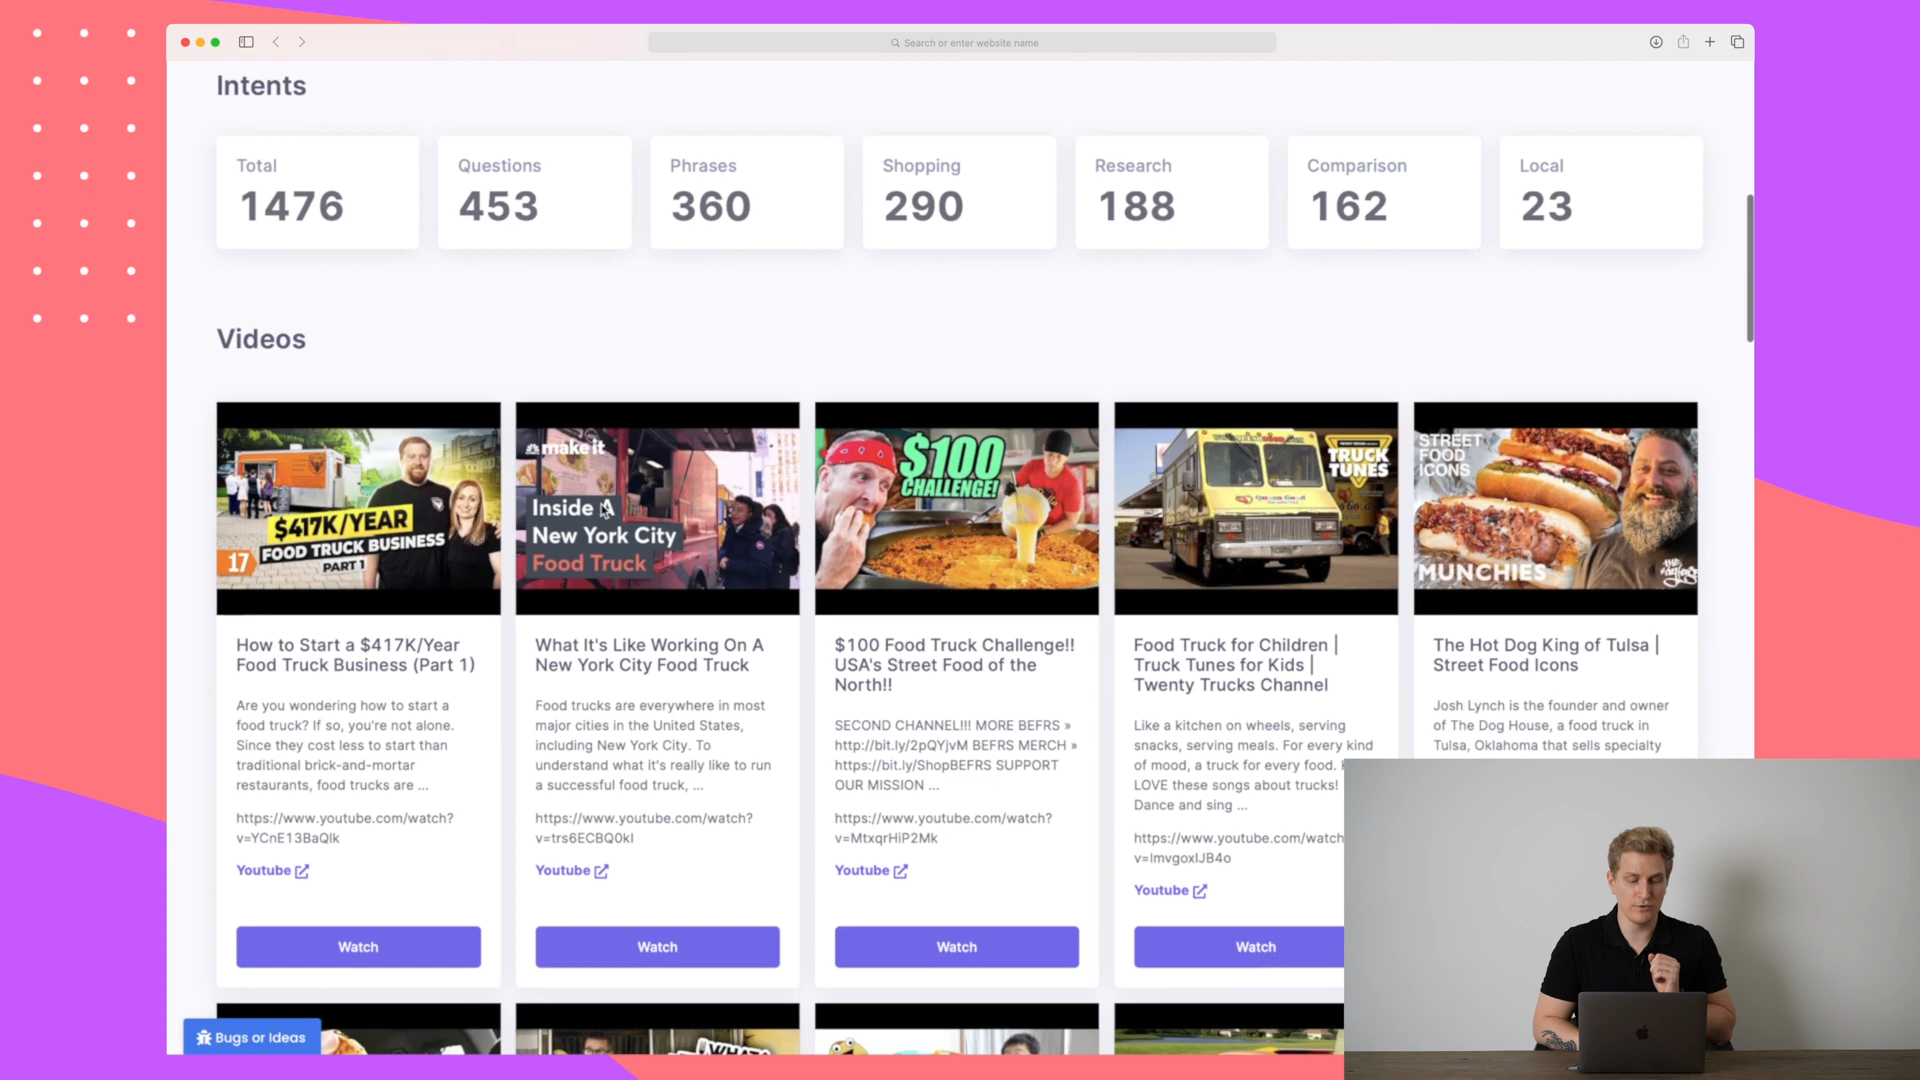 Search or enter website name
Intents
Total
1476
Questions
453
Phrases
360
Shopping
290
Research
188
Comparison
162
Local
23
Videos
$417K/YEAR
FOOD TRUCK BUSINESS
PART 1
17
make it
Inside A
New York City
Food Truck
$100
CHALLENGE!
TRUCK
TUNES
STREET
FOOD
ICONS
MUNCHIES
How to Start a $417K/Year
Food Truck Business (Part 1)
Are you wondering how to start a
food truck? If so, you're not alone.
Since they cost less to start than
traditional brick-and-mortar
restaurants, food trucks are ...
https://www.youtube.com/watch?
v=YCnE13BaQlk
Youtube
Watch
What It's Like Working On A
New York City Food Truck
Food trucks are everywhere in most
major cities in the United States,
including New York City. To
understand what it's really like to run
a successful food truck, ...
https://www.youtube.com/watch?
v=trs6ECBQ0kI
Youtube
Watch
$100 Food Truck Challenge!!
USA's Street Food of the
North!!
SECOND CHANNEL!!! MORE BEFRS »
http://bit.ly/2pQYjvM BEFRS MERCH »
https://bit.ly/ShopBEFRS SUPPORT
OUR MISSION ...
https://www.youtube.com/watch?
v=MtxqrHiP2Mk
Youtube
Watch
Food Truck for Children |
Truck Tunes for Kids |
Twenty Trucks Channel
Like a kitchen on wheels, serving
snacks, serving meals. For every kind
of mood, a truck for every food.
LOVE these songs about trucks!
Dance and sing ...
https://www.youtube.com/watch
v=lmvgoxIJB4o
Youtube
Watch
The Hot Dog King of Tulsa |
Street Food Icons
Josh Lynch is the founder and owner
of The Dog House, a food truck in
Tulsa, Oklahoma that sells specialty
Bugs or Ideas